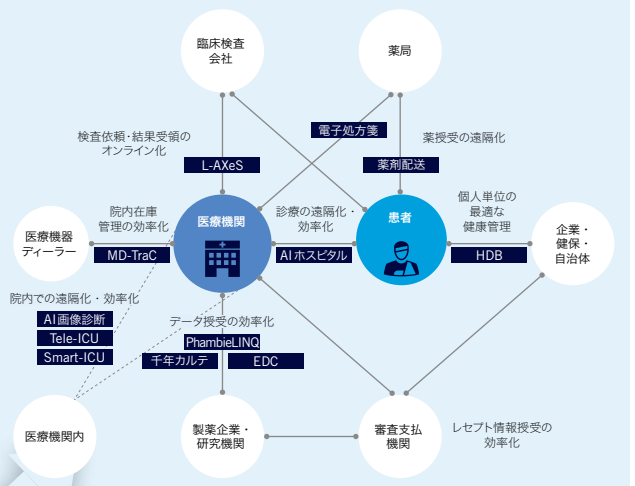 臨床検査
会社
薬局
検査依頼・結果受領の
オンライン化
電子処方箋
薬授受の遠隔化
L-AXeS
薬剤配送
医療機器
ディーラー
院内在庫
管理の効率化
MD-TraC
医療機関
診療の遠隔化・
効率化
AIホスピタル
患者
個人単位の
最適な
健康管理
HDB
企業・
健保・
自治体
院内での遠隔化・効率化
AI画像診断
Tele-ICU
Smart-ICU
データ授受の効率化
PhambieLINQ
千年カルテ
EDC
医療機関内
製薬企業・
研究機関
審査支払
機関
レセプト情報授受の
効率化